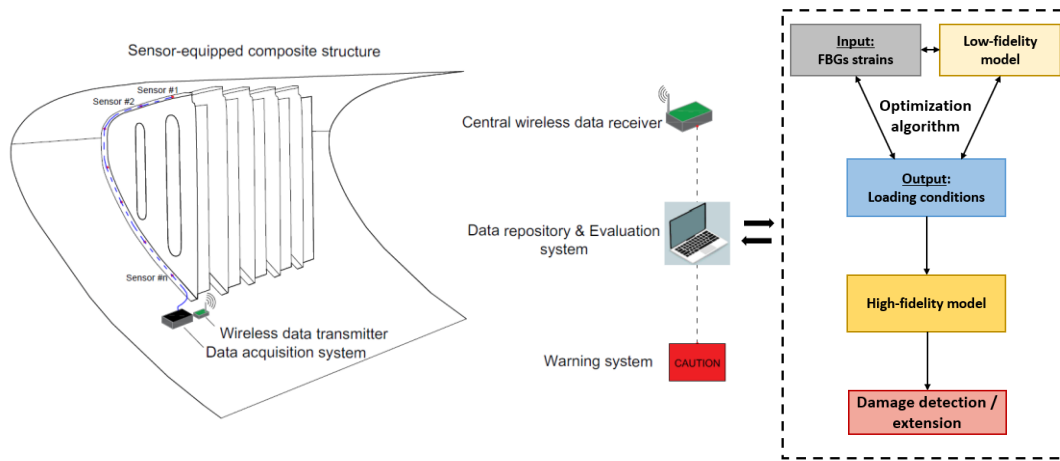 Sensor-equipped composite structure
Sensor #1
Sensor #2
Sensor #n
Wireless data transmitter
Data acquisition system
Central wireless data receiver
Data repository & Evaluation
system
Warning system
CAUTION
Input:
FBGs strains
Low-fidelity
model
Optimization
algorithm
Output:
Loading conditions
High-fidelity model
Damage detection /
extension